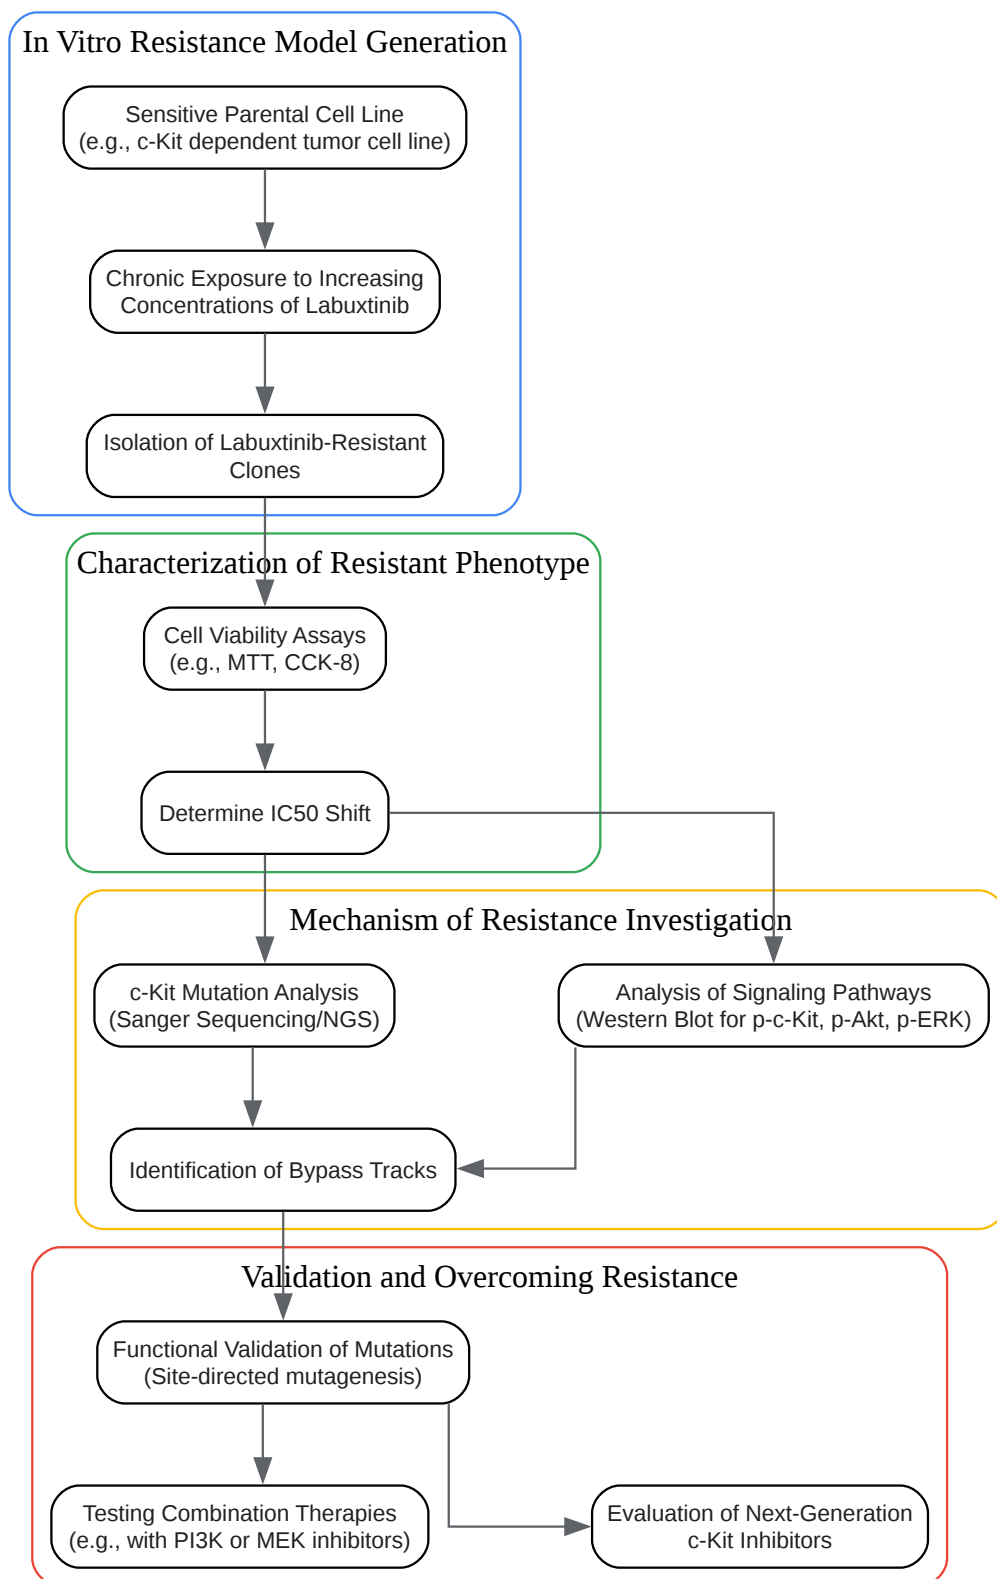 In Vitro Resistance Model Generation
Sensitive Parental Cell Line
(e.g., c-Kit dependent tumor cell line)
Chronic Exposure to Increasing
Concentrations of Labuxtinib
Isolation of Labuxtinib-Resistant
Clones
Characterization of Resistant Phenotype
Cell Viability Assays
(e.g., MTT, CCK-8)
Determine IC50 Shift
Mechanism of Resistance Investigation
c-Kit Mutation Analysis
(Sanger Sequencing/NGS)
Analysis of Signaling Pathways
(Western Blot for p-c-Kit, p-Akt, p-ERK)
Identification of Bypass Tracks
Validation and Overcoming Resistance
Functional Validation of Mutations
(Site-directed mutagenesis)
Testing Combination Therapies
(e.g., with PI3K or MEK inhibitors)
Evaluation of Next-Generation
c-Kit Inhibitors